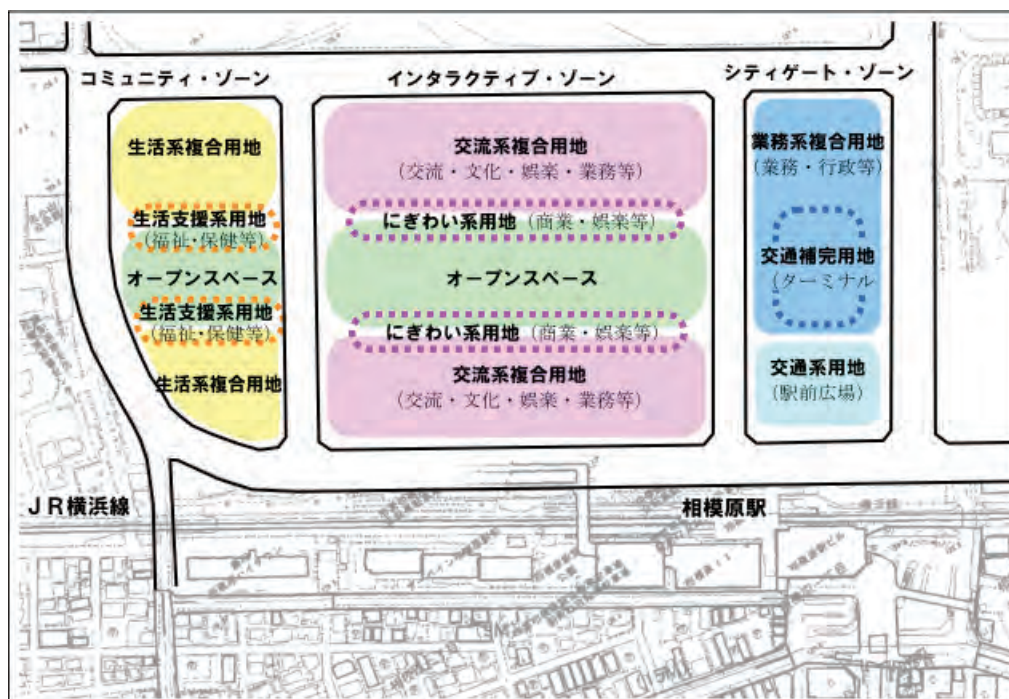 コミュニティ・ゾーン
インタラクティブ・ゾーン
シティゲート・ゾーン
生活系複合用地
生活支援系用地
(福祉・保健等)
オープンスペース
生活支援系用地
(福祉・保健等)
生活系複合用地
交流系複合用地
(交流・文化・娯楽・業務等)
にぎわい系用地 (商業・娯楽等)
オープンスペース
にぎわい系用地 (商業・娯楽等)
交流系複合用地
(交流・文化・娯楽・業務等)
業務系複合用地
(業務・行政等)
交通補完用地
(ターミナル
交通系用地
(駅前広場)
JR横浜線
相模原駅